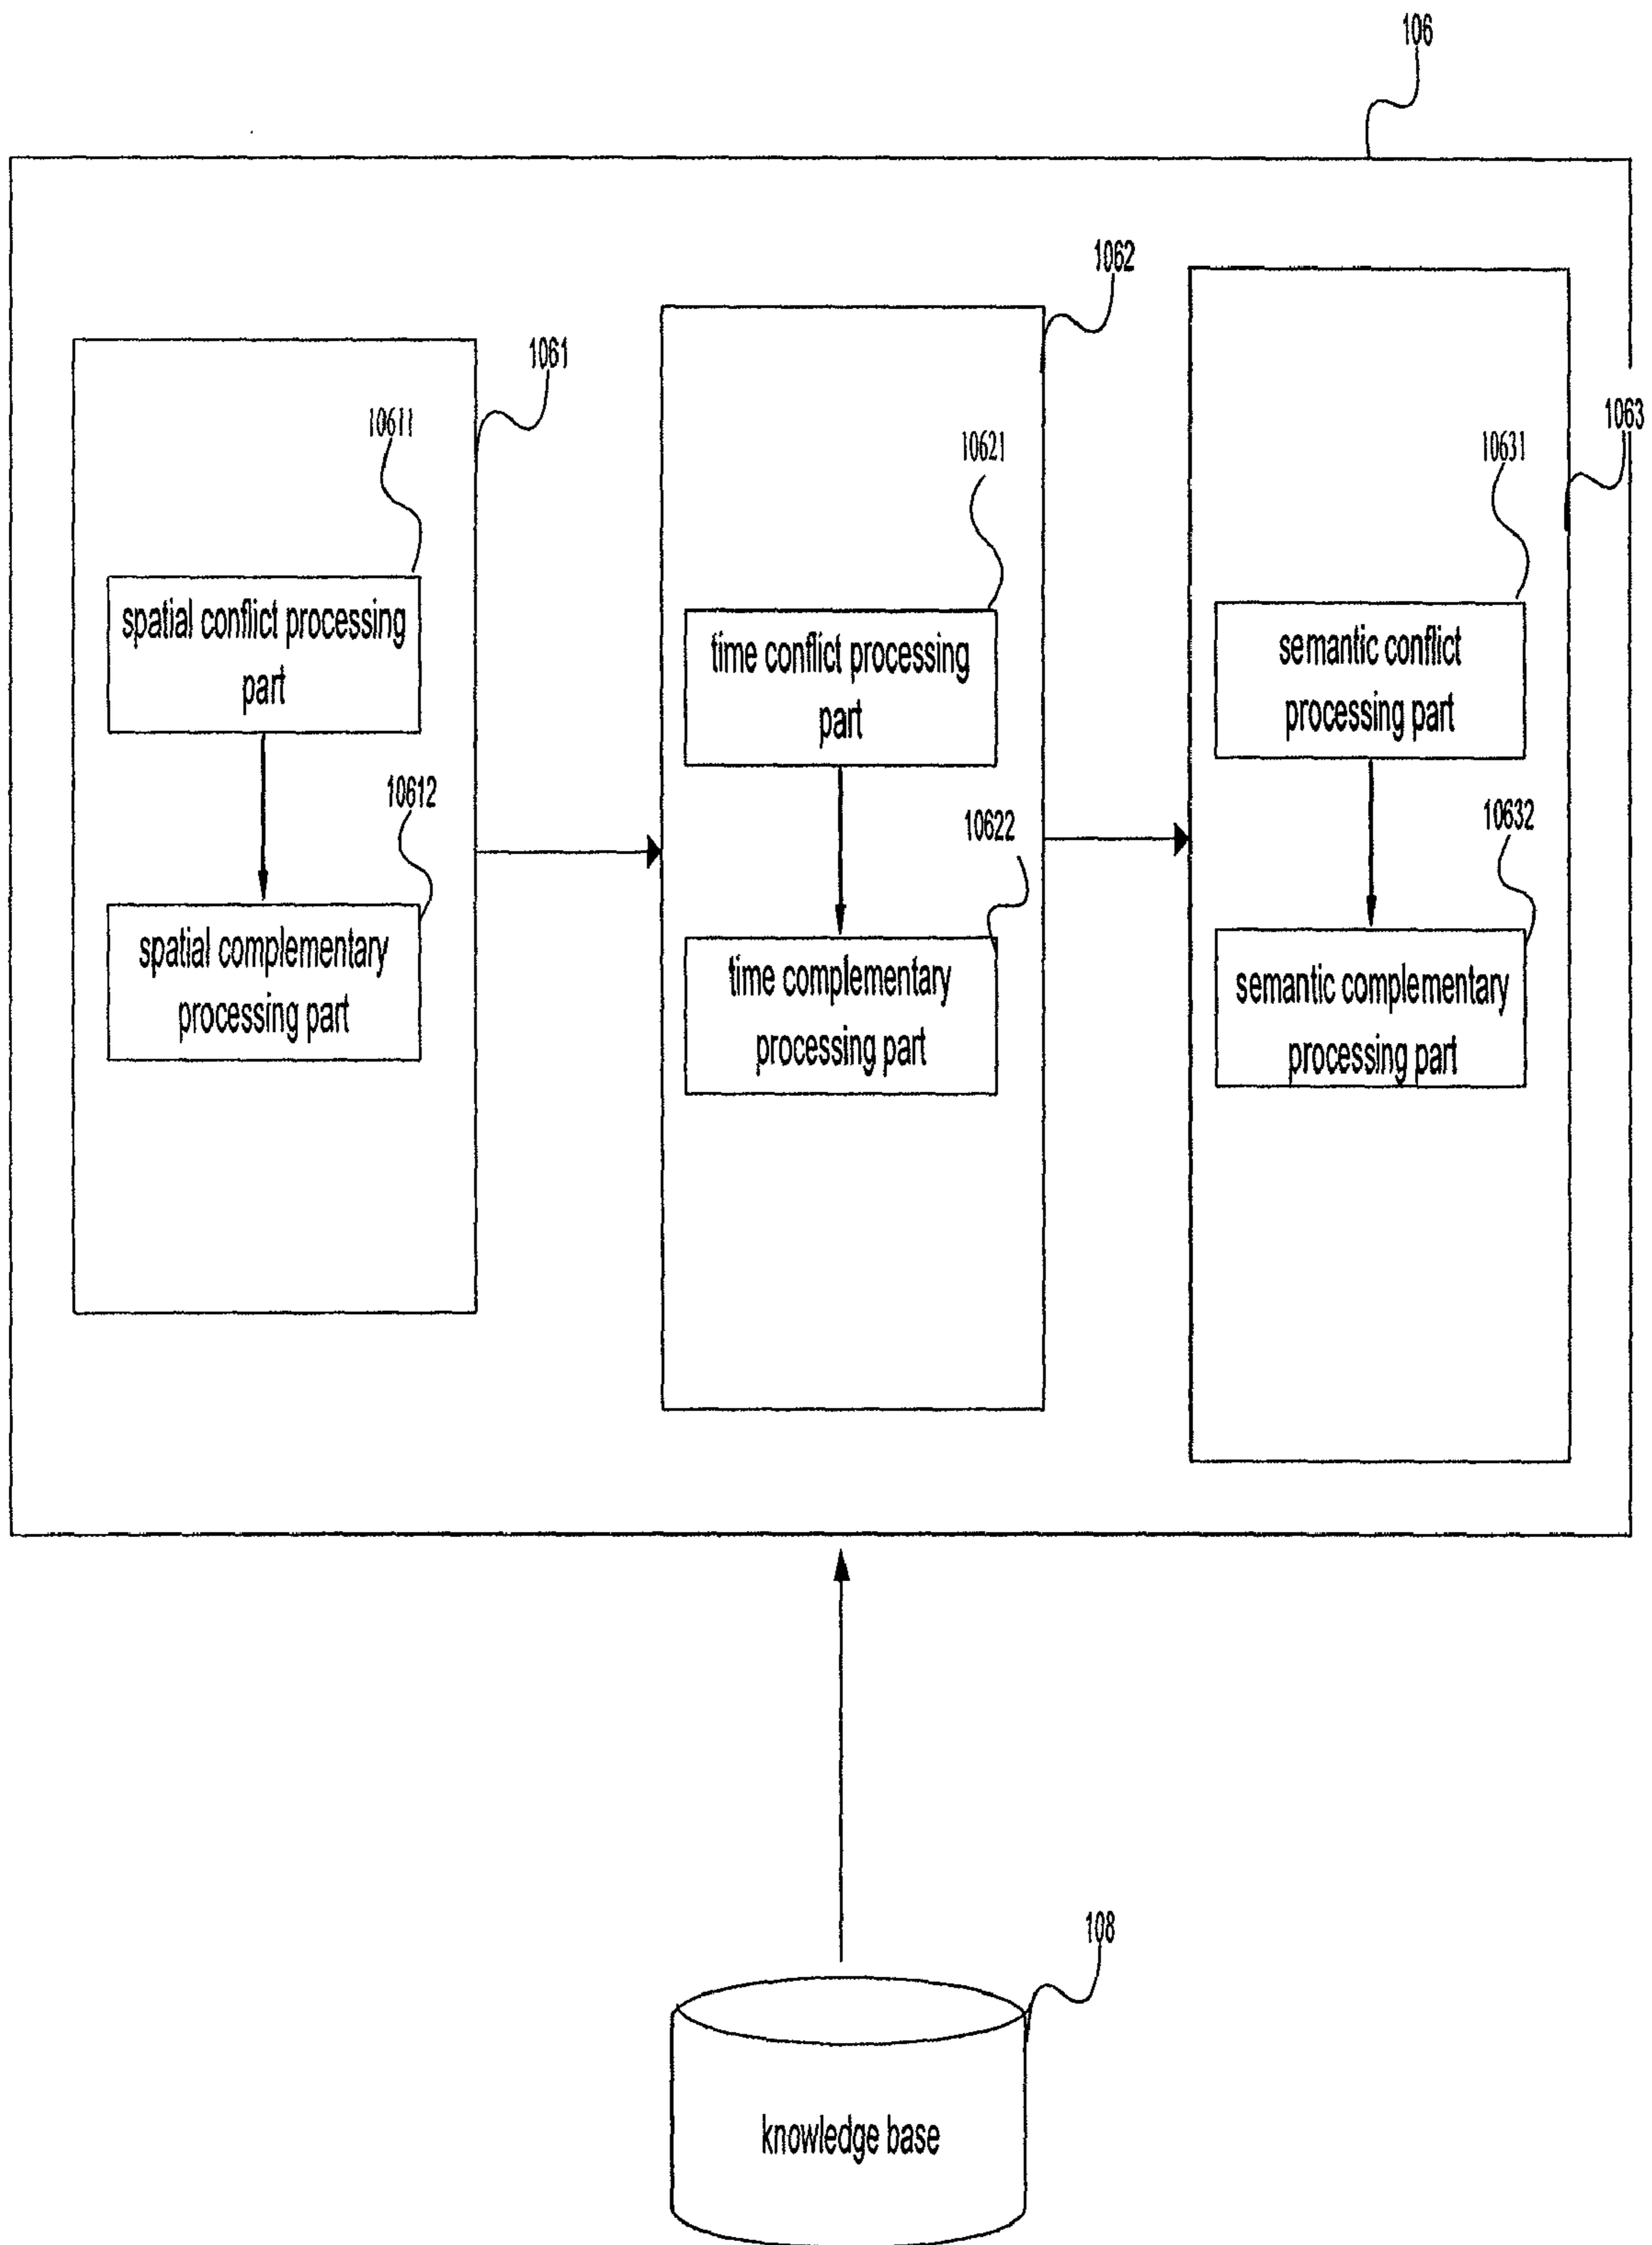 106
1062
1061
1063
10611
10621
10631
spatial conflict processing
part
time conflict processing
part
semantic conflict
processing part
10612
10622
10632
spatial complementary
processing part
time complementary
processing part
semantic complementary
processing part
108
knowledge base